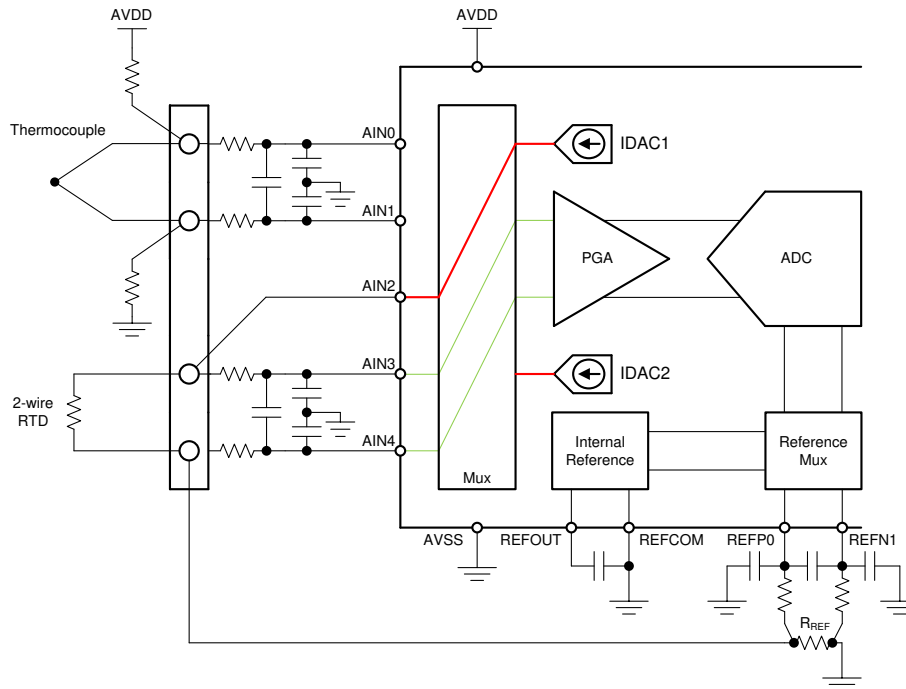 AVDD
AVDD
Thermocouple
AIN0
IDAC1
AIN1
PGA
ADC
AIN2
AIN3
IDAC2
2-wire
RTD
Internal
Reference
Reference
Mux
AIN4
Mux
AVSS
REFOUT
REFCOM
REFP0
REFN1
RREF